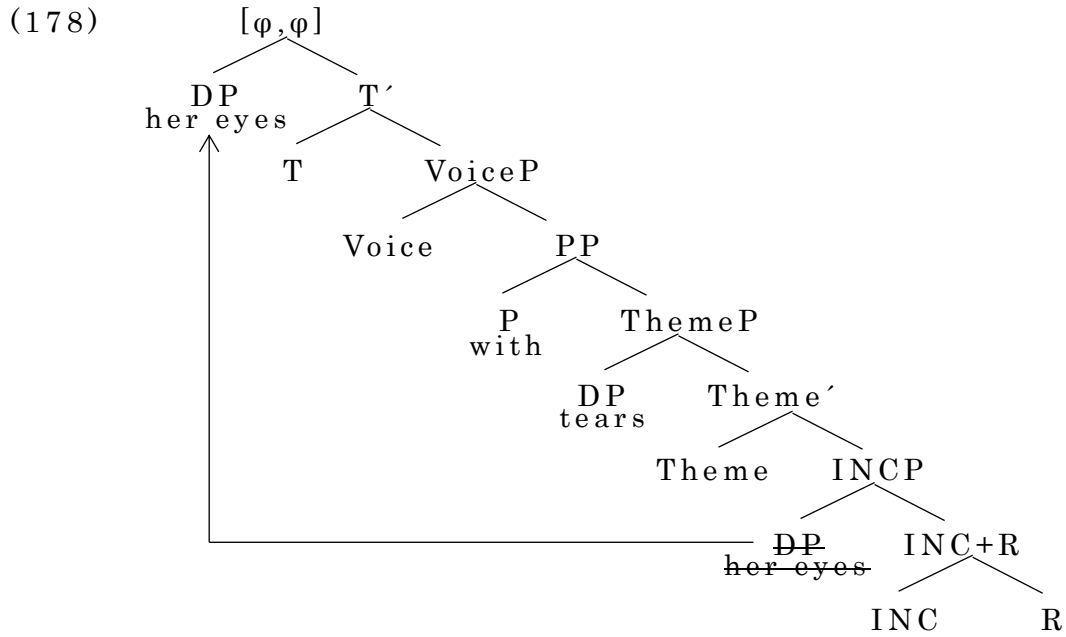 (178) [φ,φ]
DP T´
her eyes
T VoiceP
Voice PP
P ThemeP
with
DP Theme´
tears
Theme INCP
DP INC+R
her eyes
INC R